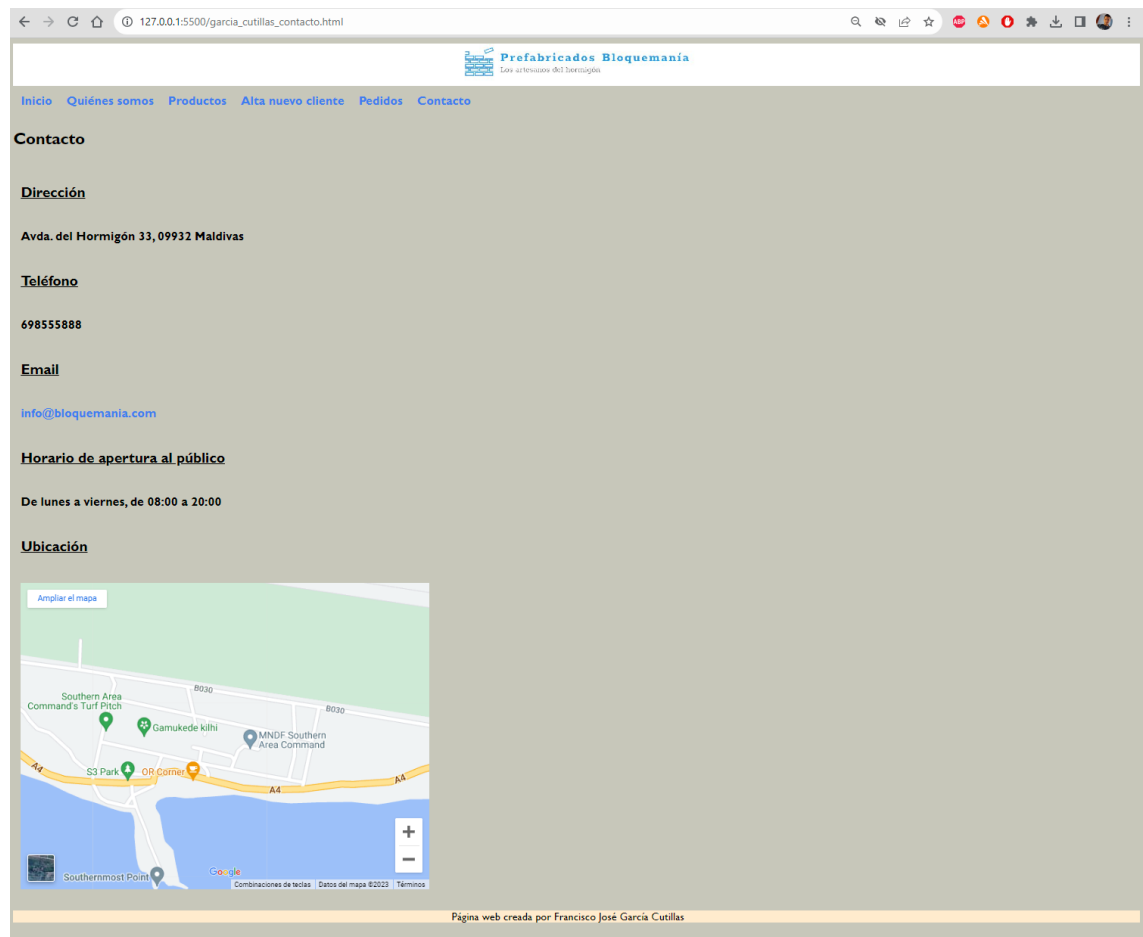 127.0.0.1:5500/garcia_cutillas_contacto.html
ABP
Prefabricados Bloquemanía
Los artesanos del hormigón
Inicio Quiénes somos Productos Alta nuevo cliente Pedidos Contacto
Contacto
Dirección
Avda. del Hormigón 33, 09932 Maldivas
Teléfono
698555888
Email
info@bloquemania.com
Horario de apertura al público
De lunes a viernes, de 08:00 a 20:00
Ubicación
Ampliar el mapa
B030
Southern Area
Command's Turf Pitch
B030
Gamukede kilhi
MNDF Southern
Area Command
A4
S3 Park
OR Corner
A4
A4
Southernmost Point
Google
Combinaciones de teclas Datos del mapa ©2023 Términos
Página web creada por Francisco José García Cutillas